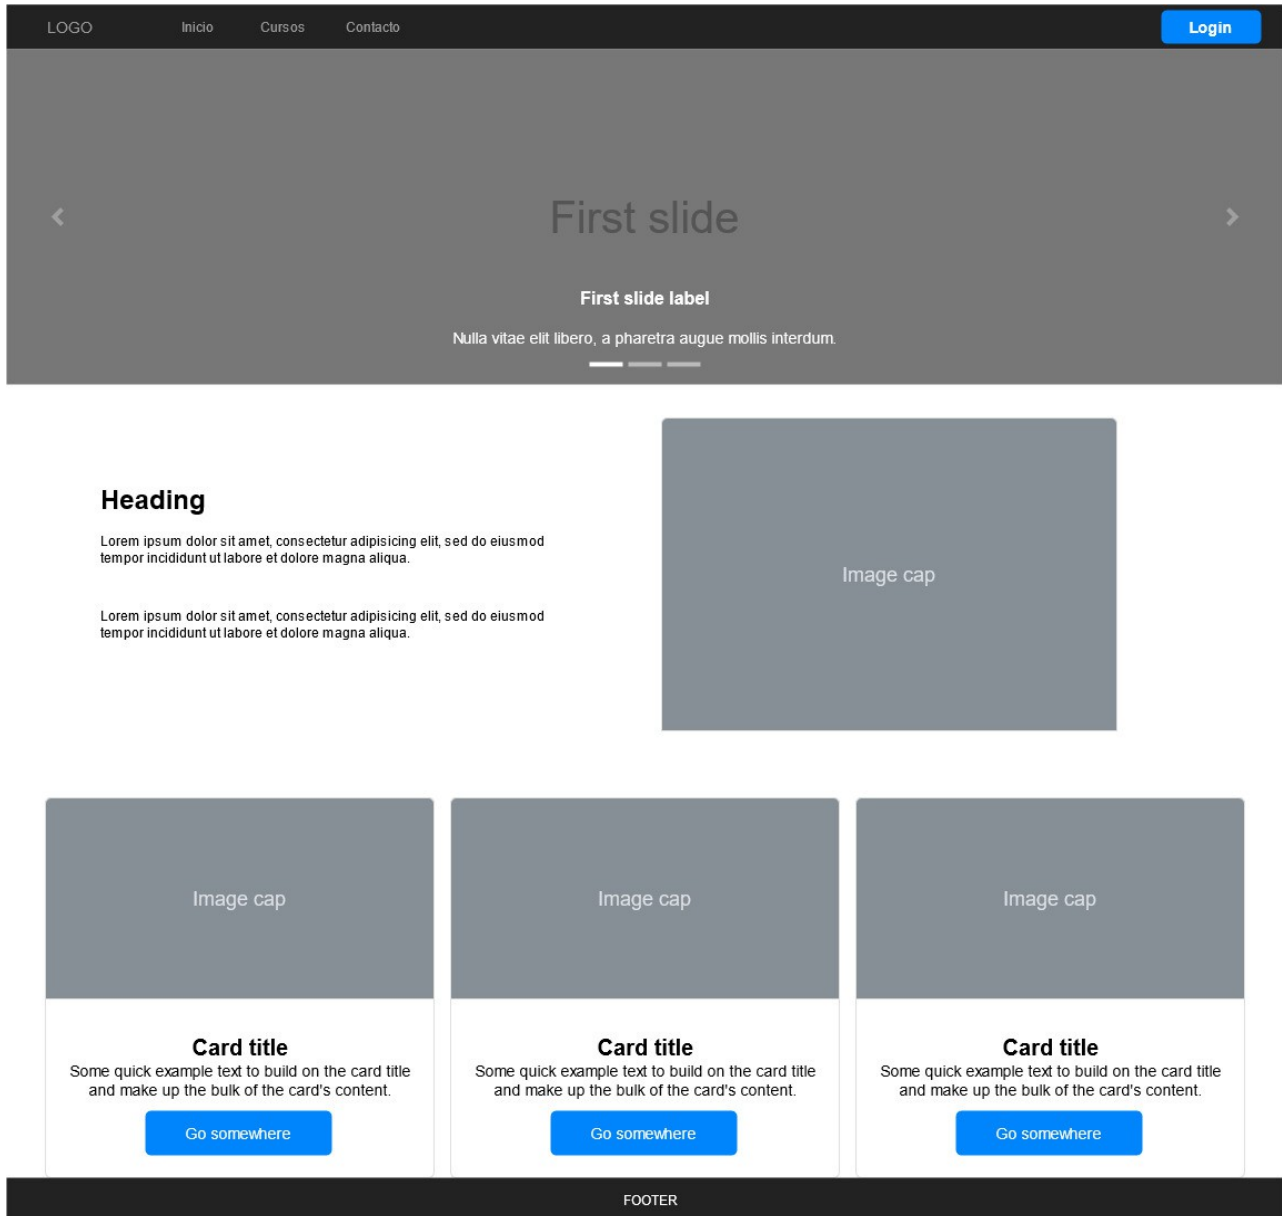 LOGO
Inicio
Cursos
Contacto
Login
First slide
First slide label
Nulla vitae elit libero, a pharetra augue mollis interdum.
Heading
Lorem ipsum dolor sit amet, consectetur adipisicing elit, sed do eiusmod
tempor incididunt ut labore et dolore magna aliqua.
Lorem ipsum dolor sit amet, consectetur adipisicing elit, sed do eiusmod
tempor incididunt ut labore et dolore magna aliqua.
Image cap
Image cap
Card title
Some quick example text to build on the card title
and make up the bulk of the card's content.
Go somewhere
Image cap
Card title
Some quick example text to build on the card title
and make up the bulk of the card's content.
Go somewhere
Image cap
Card title
Some quick example text to build on the card title
and make up the bulk of the card's content.
Go somewhere
FOOTER